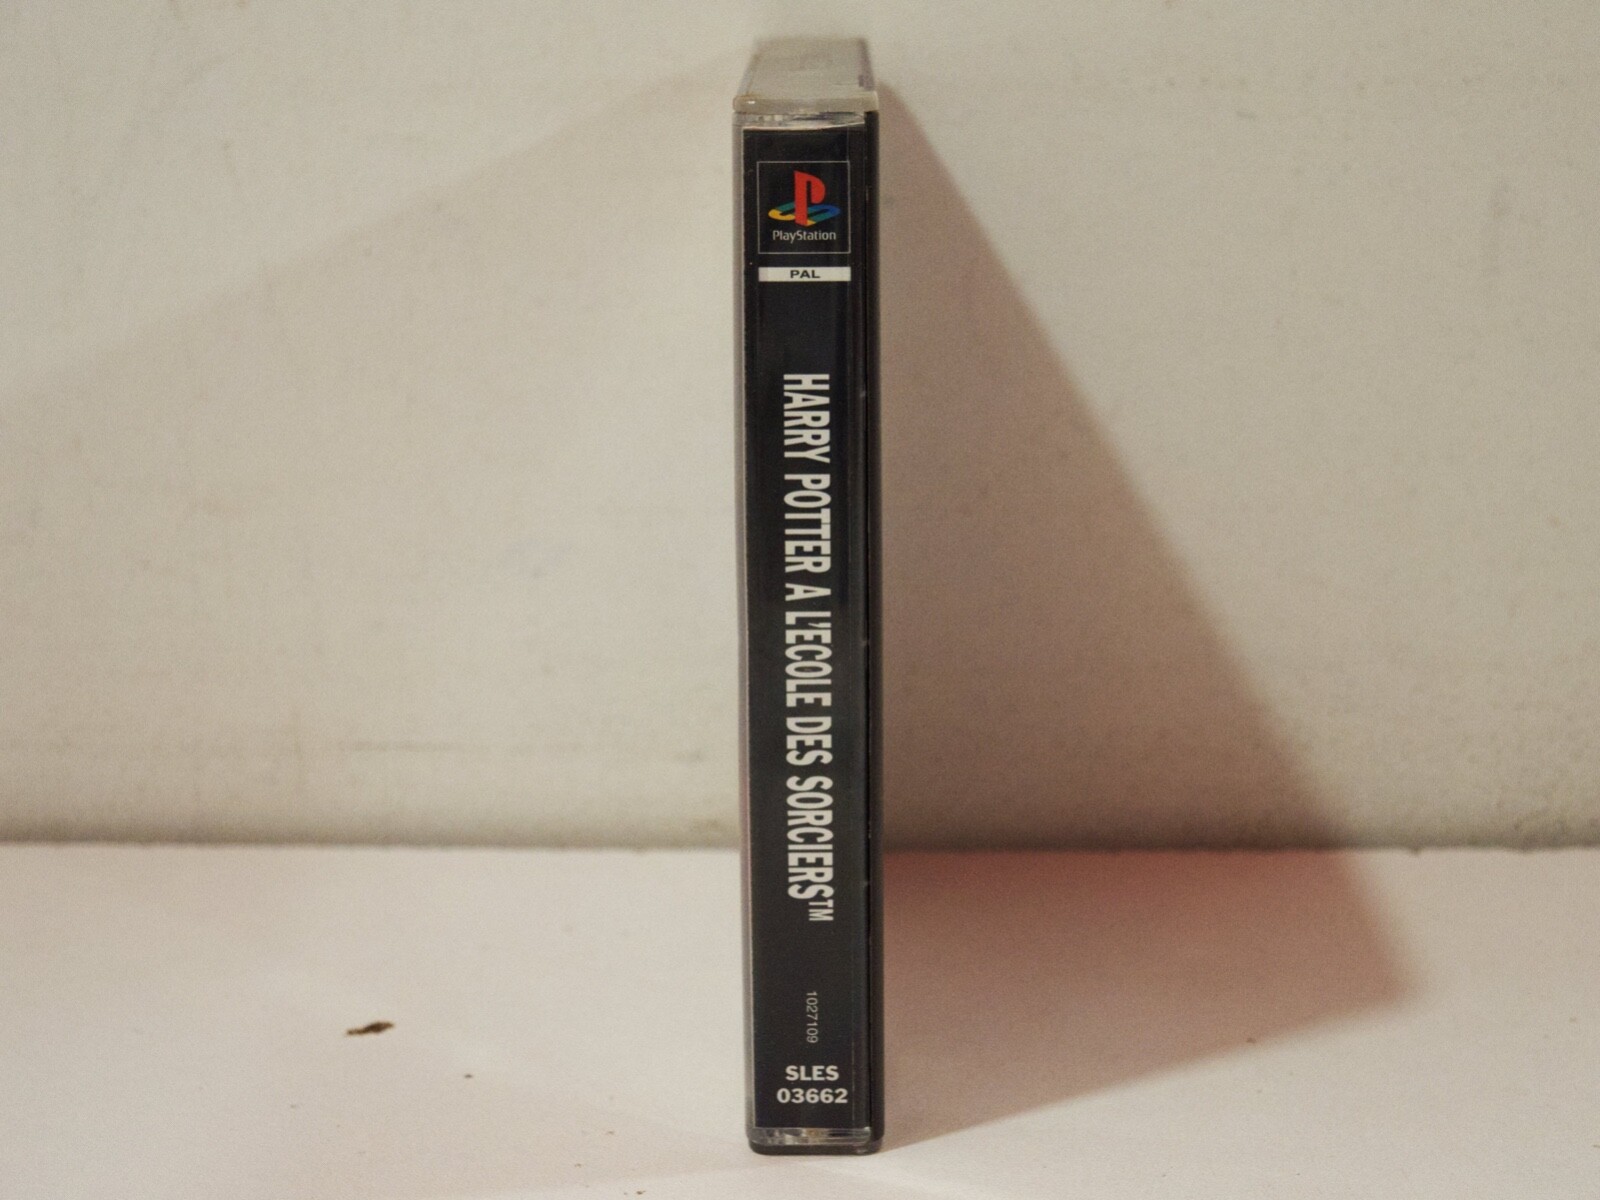 PlayStation
PAL
HARRY POTTER A L'ECOLE DES SORCIERS™
1027109
SLES
03662